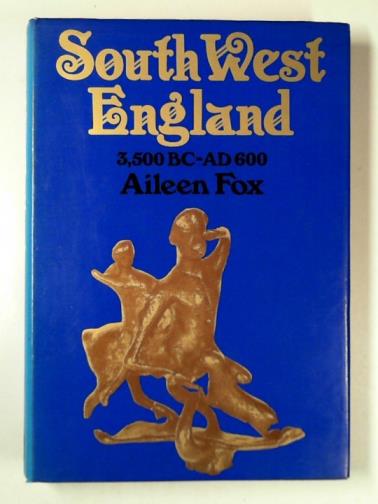 South West
England
3,500 BC-AD 600
Aileen Fox